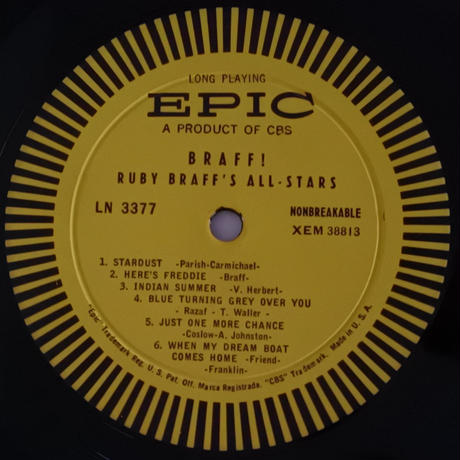 LONG PLAYING
EPIC
A PRODUCT OF CBS
BRAFF!
RUBY BRAFF'S ALL-STARS
LN 3377
NONBREAKABLE
XEM 38813
1. STARDUST -Parish-Carmichael-
2. HERE'S FREDDIE -Braff-
3. INDIAN SUMMER -V. Herbert-
4. BLUE TURNING GREY OVER YOU
- Razaf - T. Waller -
5. JUST ONE MORE CHANCE
-Coslow-A. Johnston-
6. WHEN MY DREAM BOAT
COMES HOME -Friend-
-Franklin-
"Epic" Trademark Reg. U.S. Pat. Off. Marca Registrada. "CBS" Trademark. Made in U.S.A.